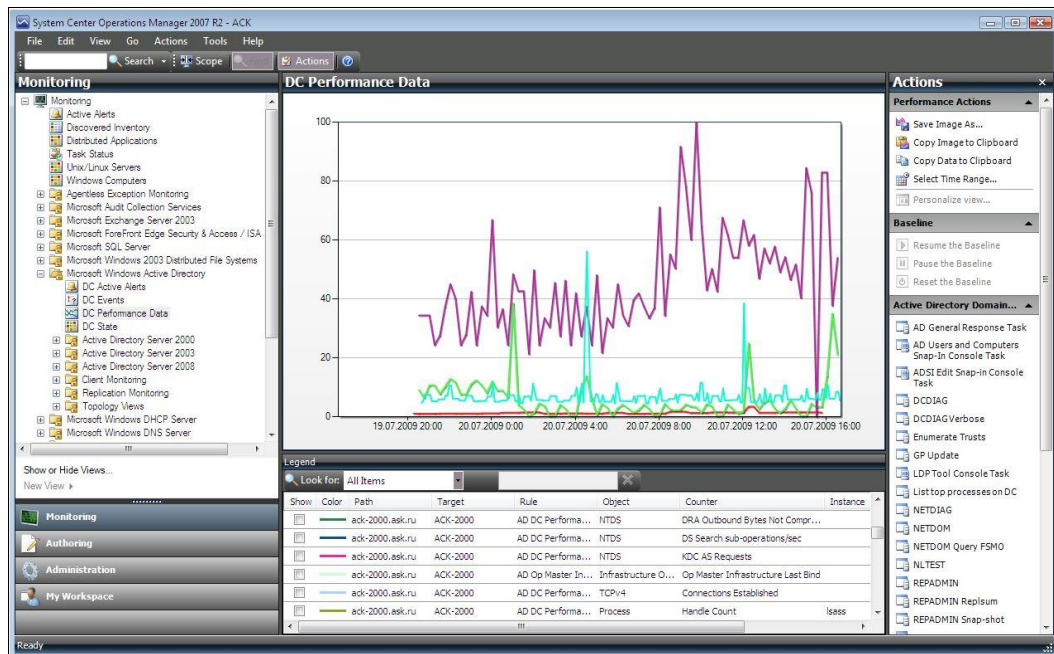 System Center Operations Manager 2007 R2 - ACK
File Edit View Go Actions Tools Help
Search Scope Actions
Monitoring
Monitoring
Active Alerts
Discovered Inventory
Distributed Applications
Task Status
Unix/Linux Servers
Windows Computers
Agentless Exception Monitoring
Microsoft Audit Collection Services
Microsoft Exchange Server 2003
Microsoft ForeFront Edge Security & Access / ISA
Microsoft SQL Server
Microsoft Windows 2003 Distributed File Systems
Microsoft Windows Active Directory
DC Active Alerts
DC Events
DC Performance Data
DC State
Active Directory Server 2000
Active Directory Server 2003
Active Directory Server 2008
Client Monitoring
Replication Monitoring
Topology Views
Microsoft Windows DHCP Server
Microsoft Windows DNS Server
Show or Hide Views...
New View
Monitoring
Authoring
Administration
My Workspace
Ready
DC Performance Data
100
80
60
40
20
0
19.07.2009 20:00 20.07.2009 0:00 20.07.2009 4:00 20.07.2009 8:00 20.07.2009 12:00 20.07.2009 16:00
Legend
Look for: All Items
Show Color Path Target Rule Object Counter Instance
ack-2000.ask.ru ACK-2000 AD DC Performa... NTDS DRA Outbound Bytes Not Compr...
ack-2000.ask.ru ACK-2000 AD DC Performa... NTDS DS Search sub-operations/sec
ack-2000.ask.ru ACK-2000 AD DC Performa... NTDS KDC AS Requests
ack-2000.ask.ru ACK-2000 AD Op Master In... Infrastructure O... Op Master Infrastructure Last Bind
ack-2000.ask.ru ACK-2000 AD DC Performa... TCPv4 Connections Established
ack-2000.ask.ru ACK-2000 AD DC Performa... Process Handle Count lsass
Actions
Performance Actions
Save Image As...
Copy Image to Clipboard
Copy Data to Clipboard
Select Time Range...
Personalize view...
Baseline
Resume the Baseline
Pause the Baseline
Reset the Baseline
Active Directory Domain...
AD General Response Task
AD Users and Computers
Snap-In Console Task
ADSI Edit Snap-in Console
Task
DCDIAG
DCDIAG Verbose
Enumerate Trusts
GP Update
LDP Tool Console Task
List top processes on DC
NETDIAG
NETDOM
NETDOM Query FSMO
NLTEST
REPADMIN
REPADMIN Replsum
REPADMIN Snap-shot